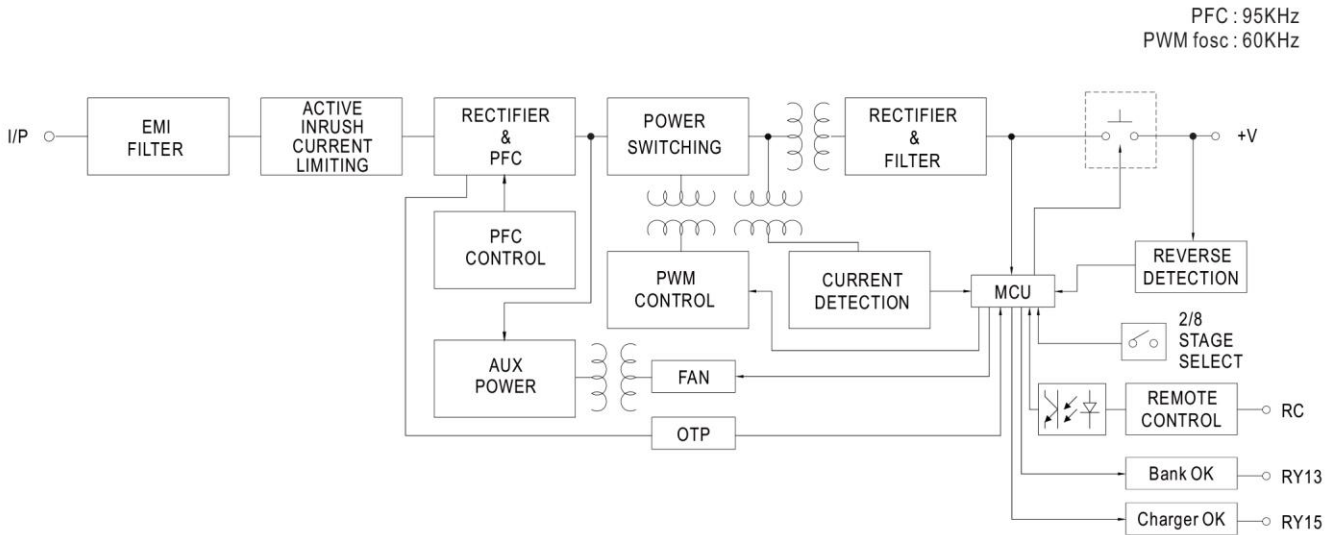 PFC : 95KHz
PWM fosc : 60KHz
I/P
EMI
FILTER
ACTIVE
INRUSH
CURRENT
LIMITING
RECTIFIER
&
PFC
POWER
SWITCHING
RECTIFIER
&
FILTER
+V
PFC
CONTROL
PWM
CONTROL
CURRENT
DETECTION
MCU
REVERSE
DETECTION
2/8
STAGE
SELECT
AUX
POWER
FAN
OTP
REMOTE
CONTROL
RC
Bank OK
RY13
Charger OK
RY15